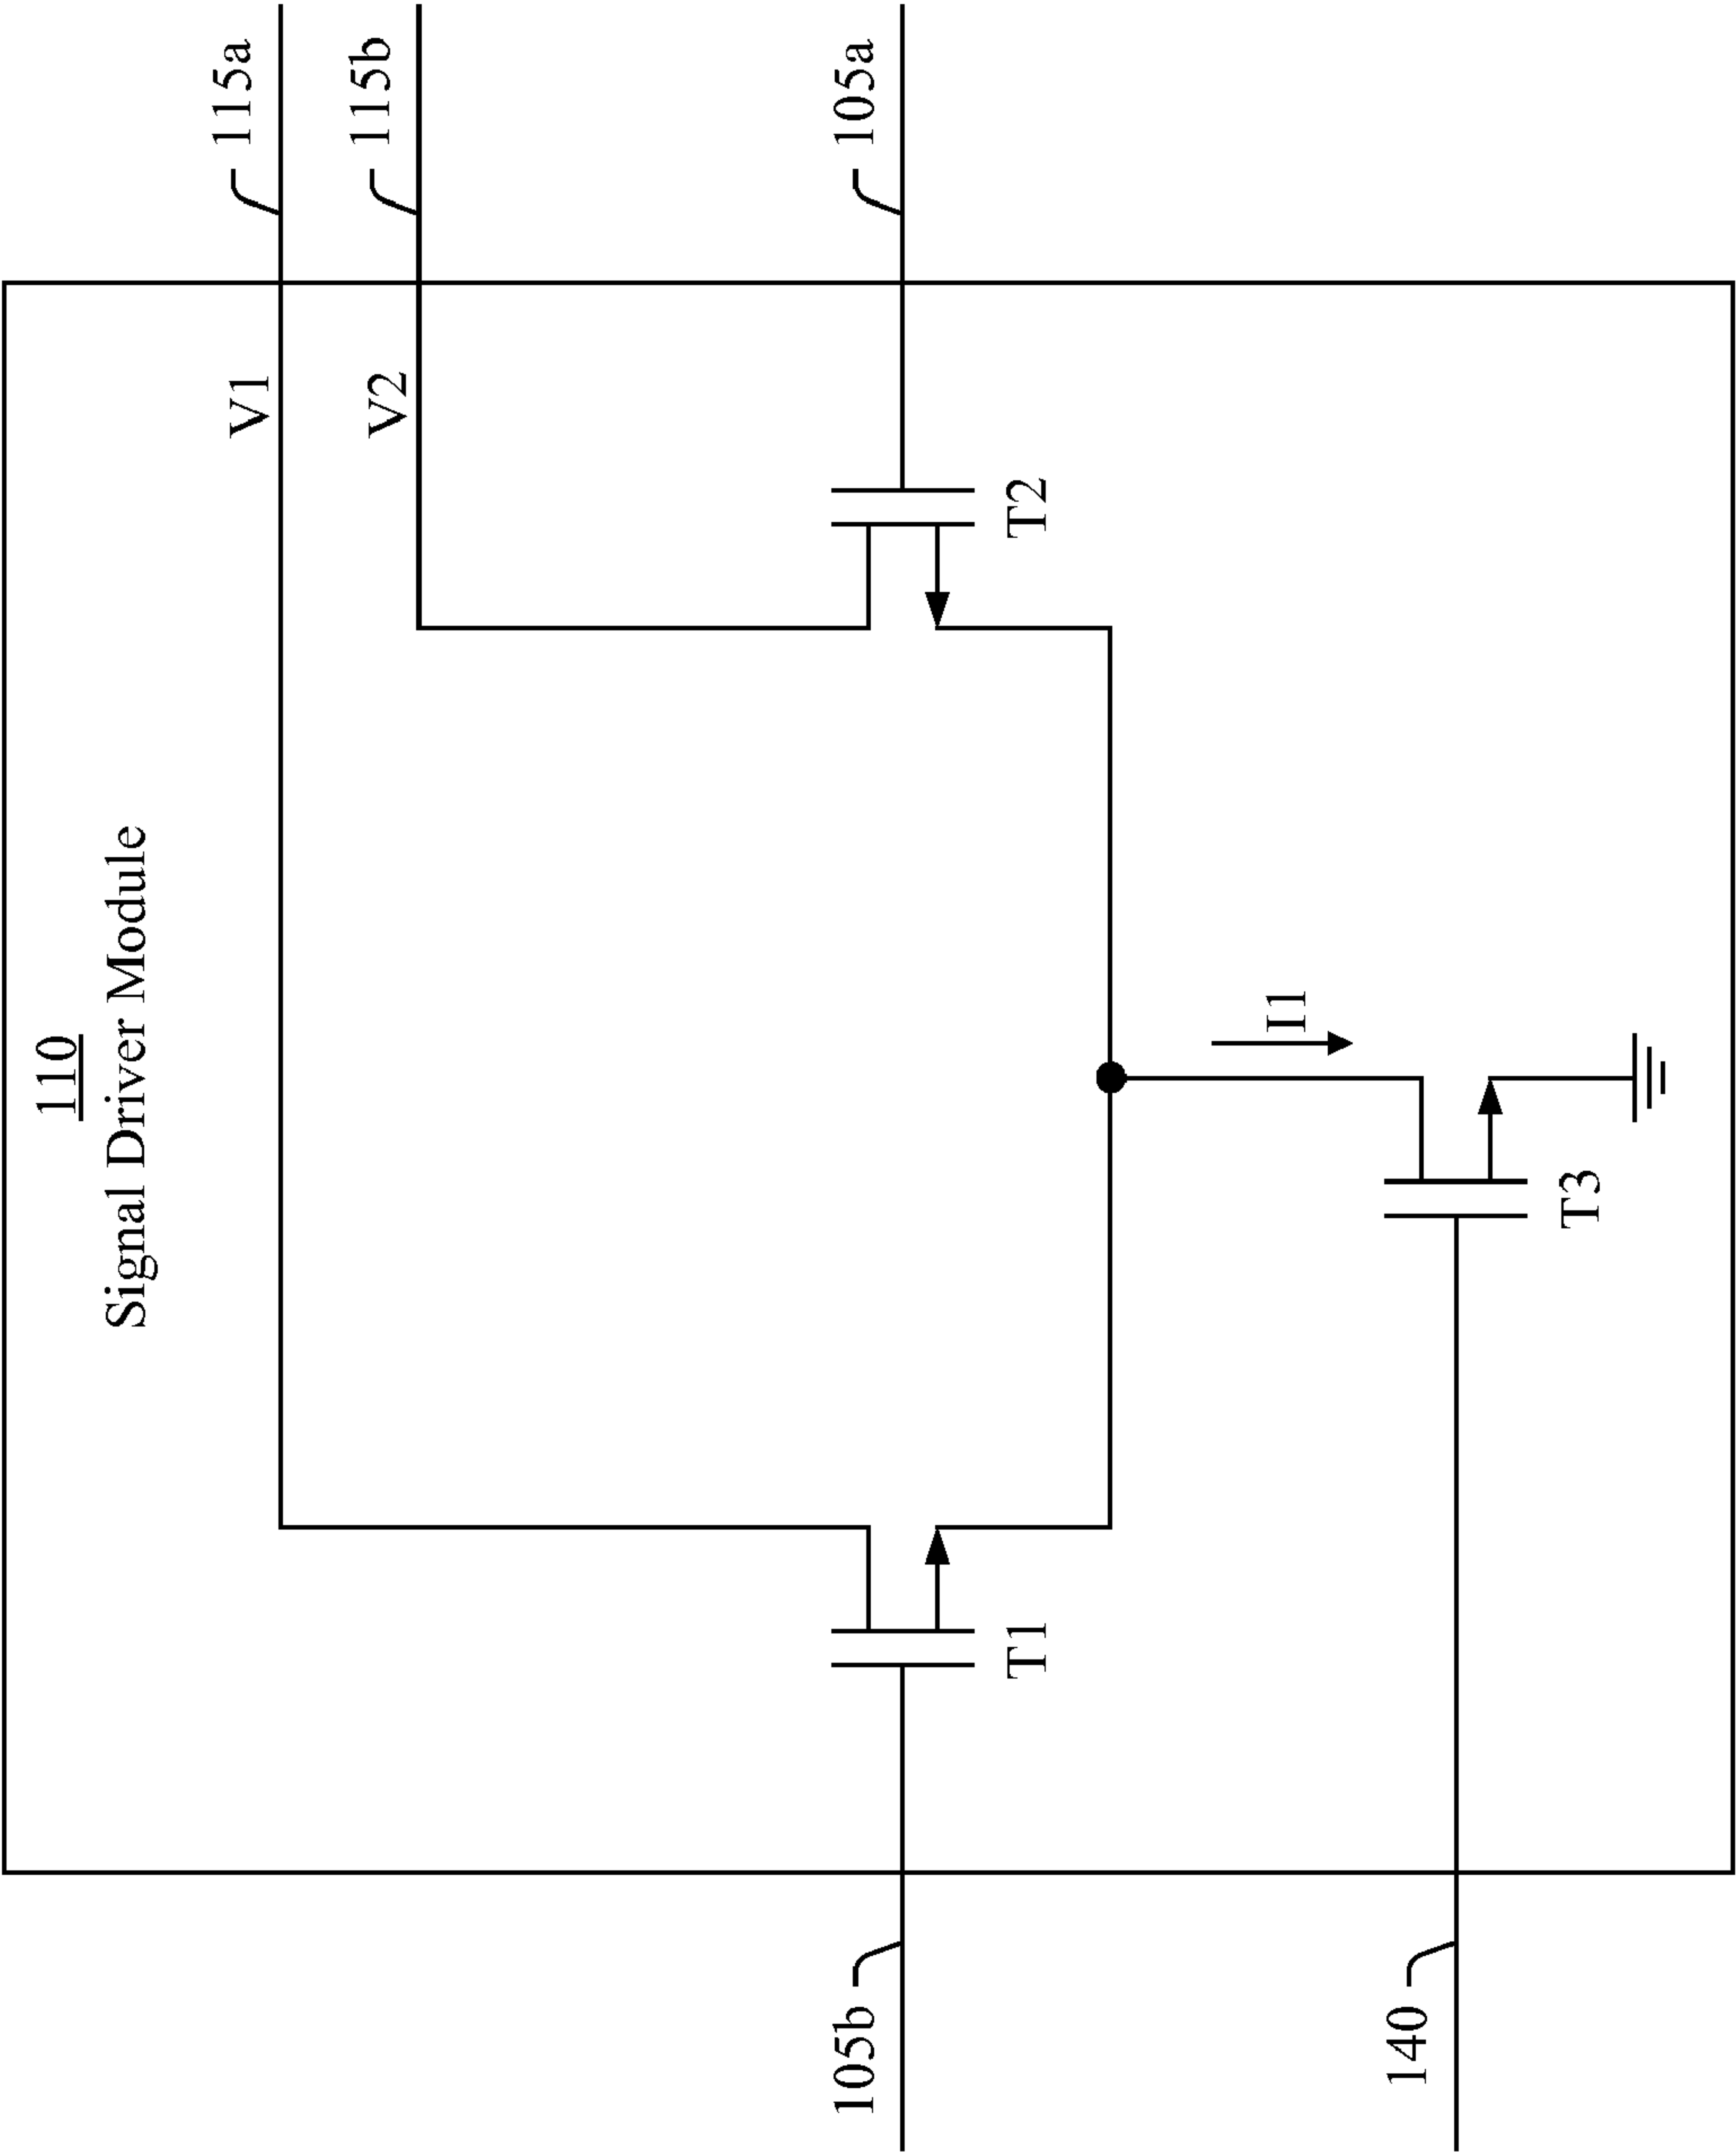 110
Signal Driver Module
V1
115a
V2
115b
105b
105a
T1
T2
I1
140
T3